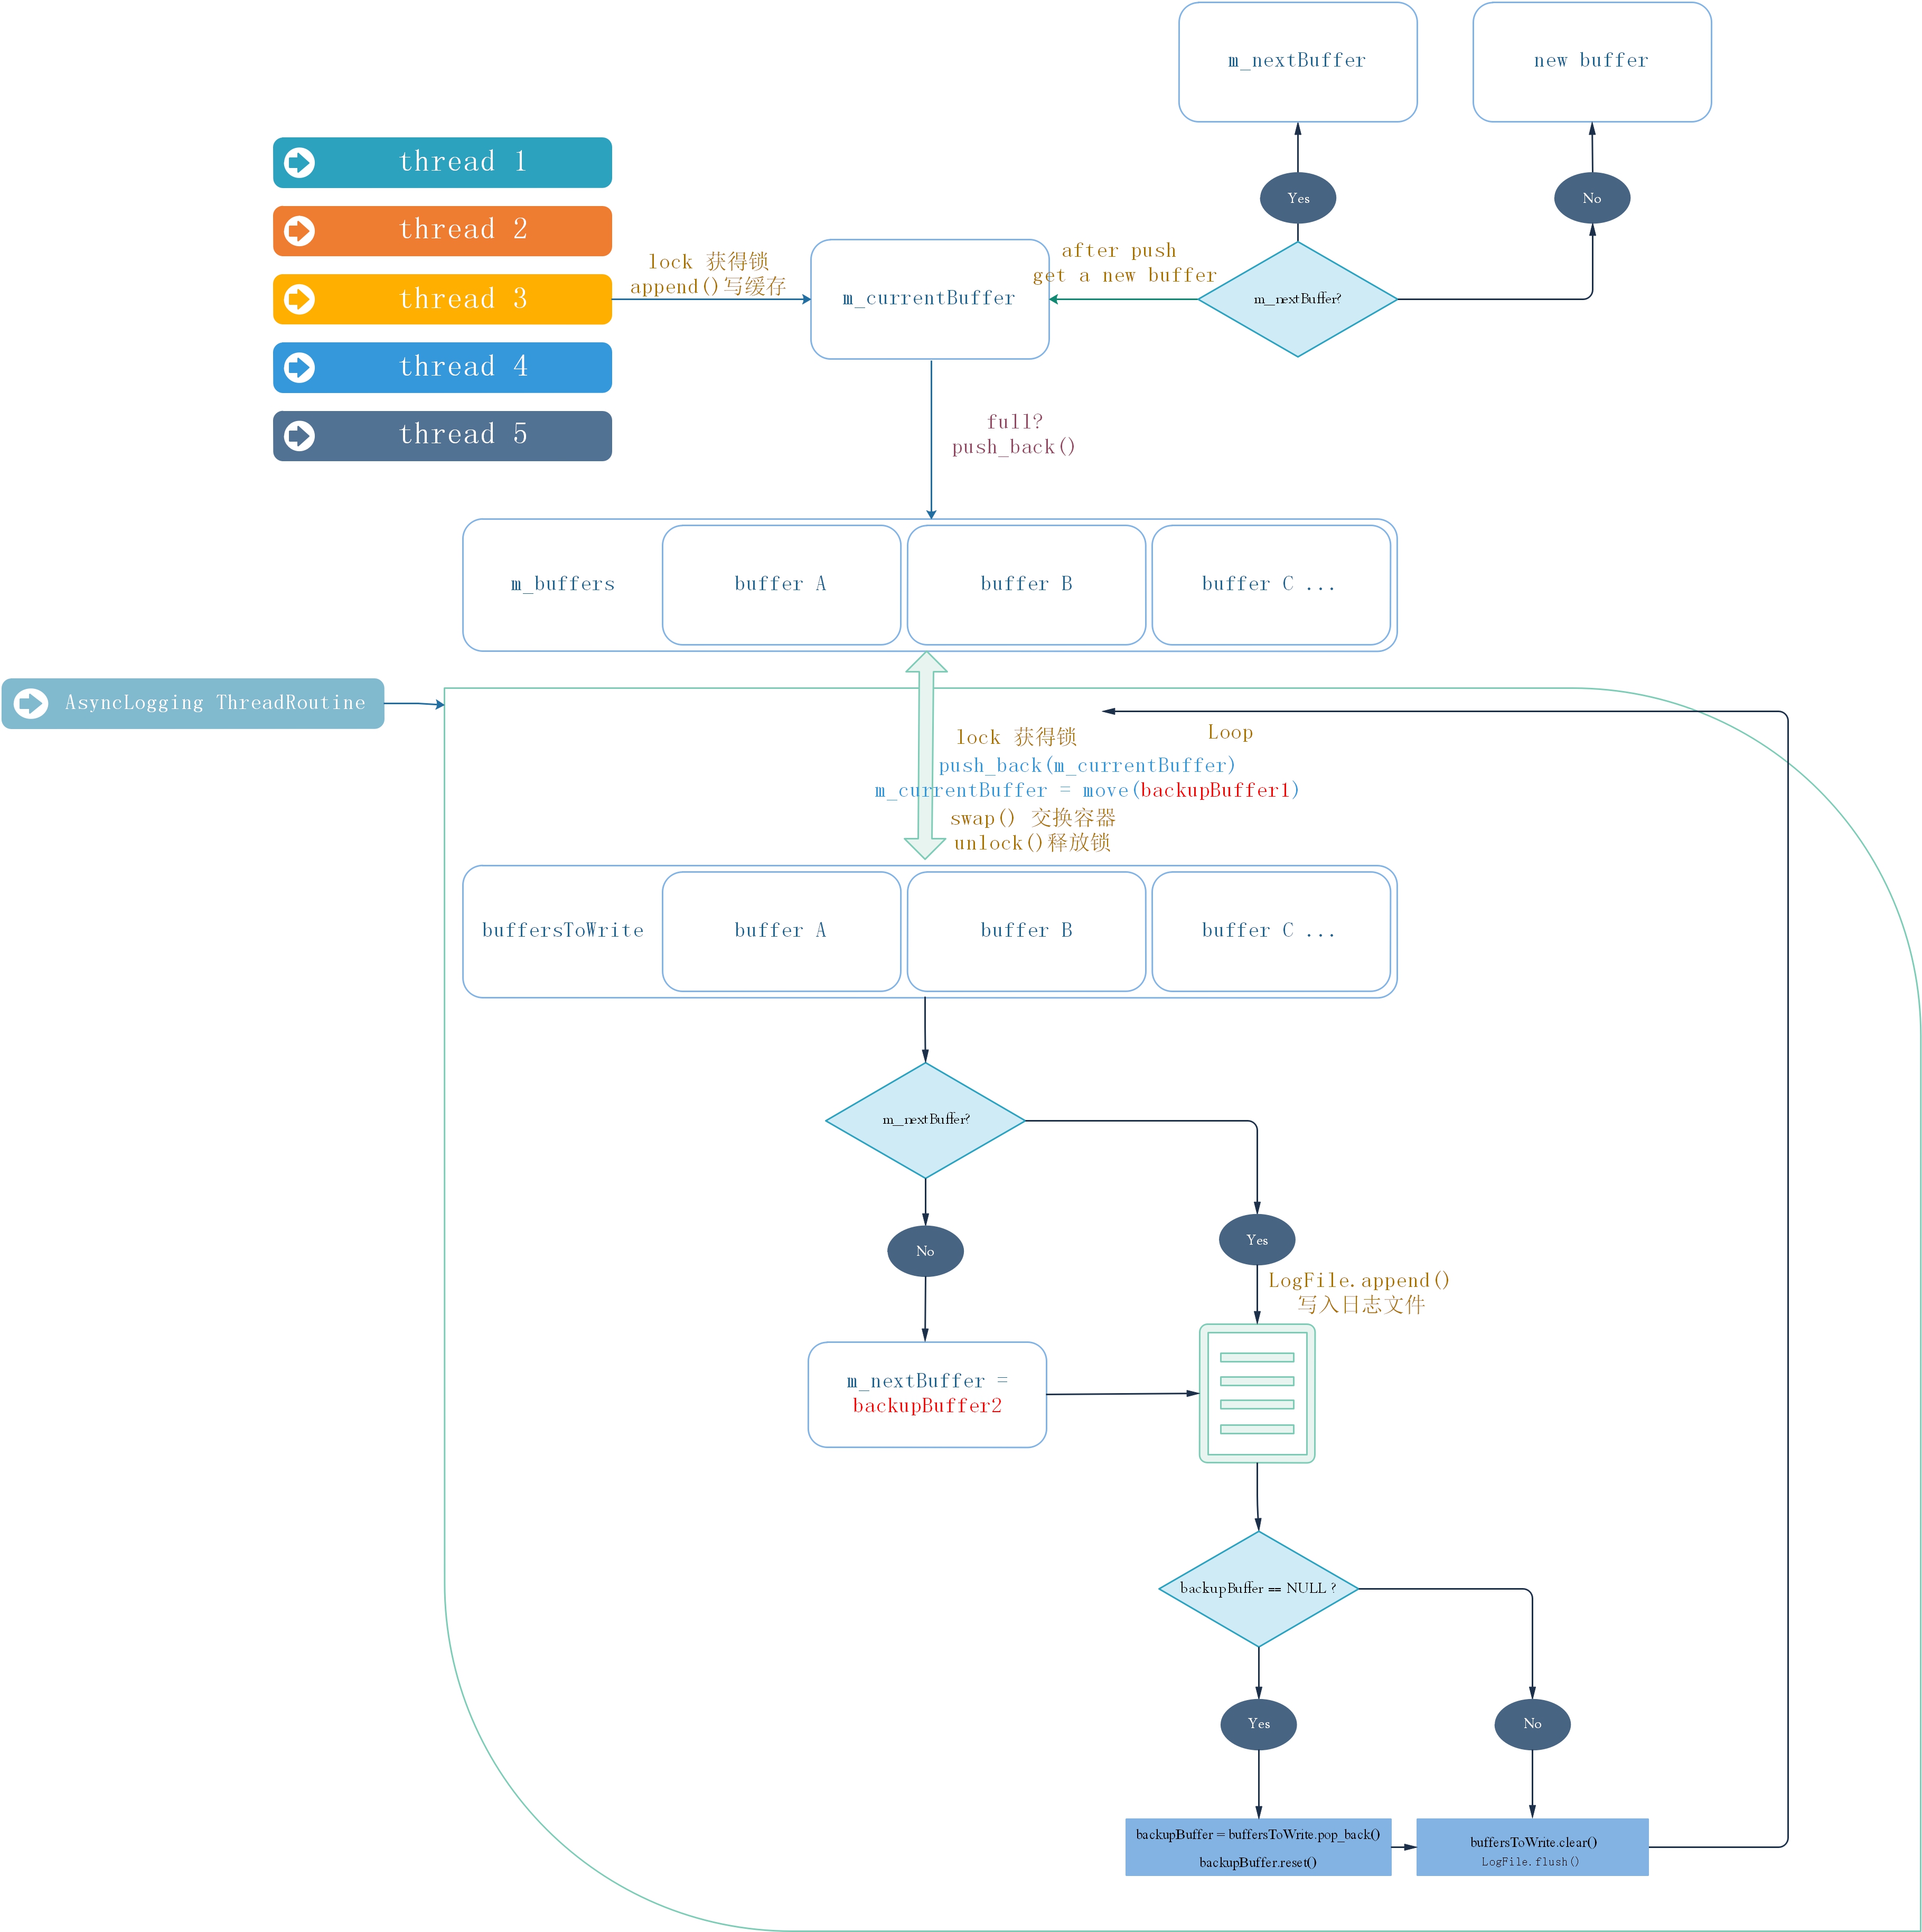 m_nextBuffer
new buffer
thread 1
thread 2
thread 3
thread 4
thread 5
Yes
No
lock 获得锁
append()写缓存
m_currentBuffer
after push
get a new buffer
m_nextBuffer?
full?
push_back()
m_buffers
buffer A
buffer B
buffer C ...
AsyncLogging ThreadRoutine
Loop
lock 获得锁
push_back(m_currentBuffer)
m_currentBuffer = move(backupBuffer1)
swap() 交换容器
unlock()释放锁
buffersToWrite
buffer A
buffer B
buffer C ...
m_nextBuffer?
No
Yes
LogFile.append()
写入日志文件
m_nextBuffer =
backupBuffer2
backupBuffer == NULL ?
Yes
No
backupBuffer = buffersToWrite.pop_back()
backupBuffer.reset()
buffersToWrite.clear()
LogFile.flush()